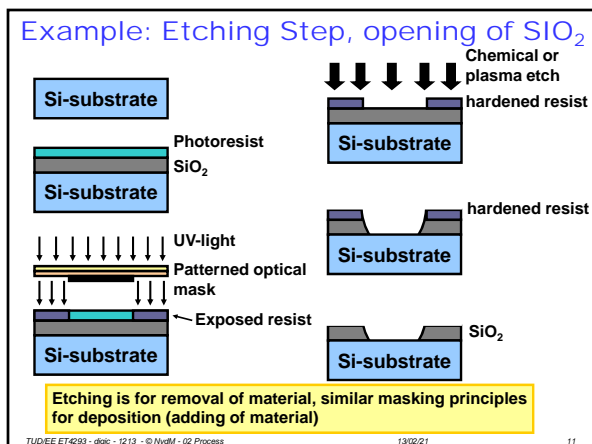 Example: Etching Step, opening of SIO₂
Si-substrate
Photoresist
SiO₂
Si-substrate
UV-light
Patterned optical
mask
Exposed resist
Si-substrate
Chemical or
plasma etch
hardened resist
Si-substrate
hardened resist
Si-substrate
SiO₂
Si-substrate
Etching is for removal of material, similar masking principles
for deposition (adding of material)
TUD/EE ET4293 - digic - 1213 - © NvdM - 02 Process 13/02/21 11